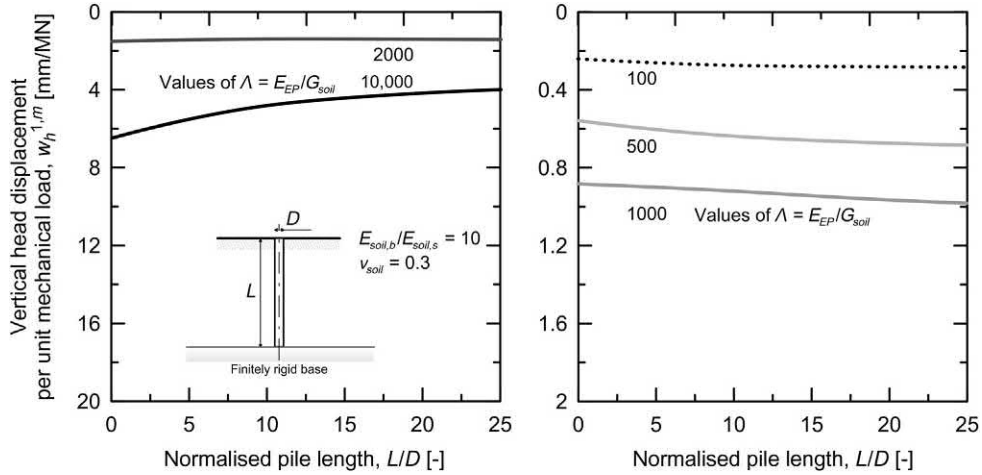 Vertical head displacement
per unit mechanical load, w_h^{1,m} [mm/MN]
0
4
8
12
16
20
2000
Values of Λ = E_EP/G_soil 10,000
D
E_soil,b/E_soil,s = 10
ν_soil = 0.3
L
Finitely rigid base
0 5 10 15 20 25
Normalised pile length, L/D [-]
0
0.4
0.8
1.2
1.6
2
100
500
1000 Values of Λ = E_EP/G_soil
0 5 10 15 20 25
Normalised pile length, L/D [-]